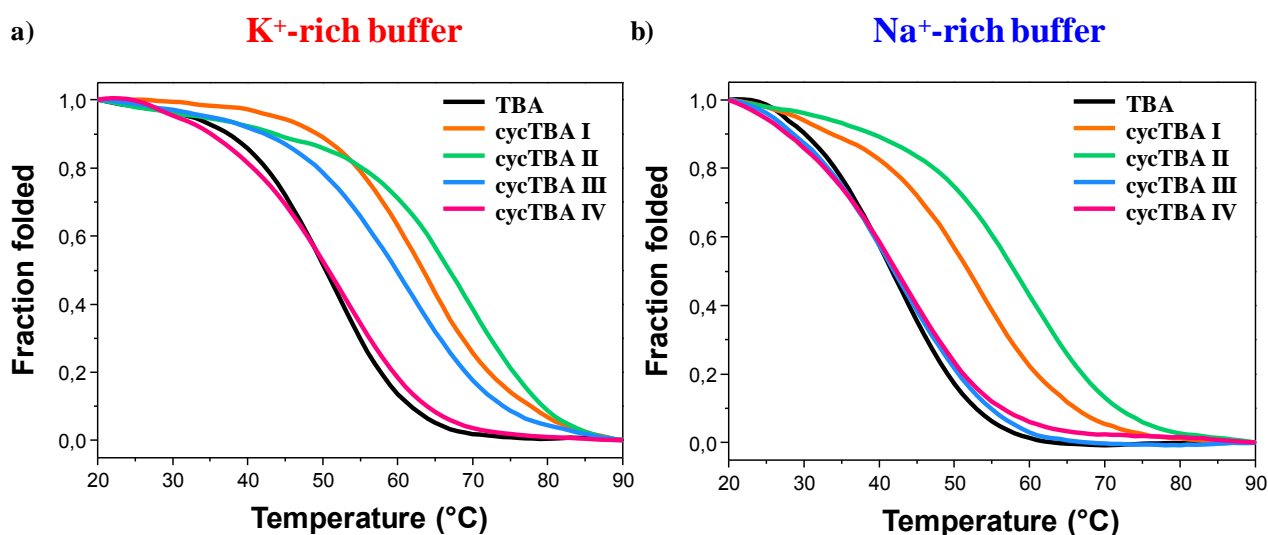 a)
K⁺-rich buffer
b)
Na⁺-rich buffer
Fraction folded
1,0
0,8
0,6
0,4
0,2
0,0
TBA
cycTBA I
cycTBA II
cycTBA III
cycTBA IV
20 30 40 50 60 70 80 90
Temperature (°C)
Fraction folded
1,0
0,8
0,6
0,4
0,2
0,0
TBA
cycTBA I
cycTBA II
cycTBA III
cycTBA IV
20 30 40 50 60 70 80 90
Temperature (°C)